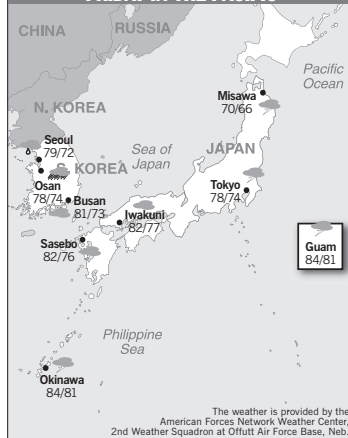 CHINA
RUSSIA
Pacific
Ocean
Misawa
70/66
N. KOREA
Seoul
79/72
Sea of
Japan
JAPAN
S. KOREA
Osan
78/74
Busan
81/73
Tokyo
78/74
Iwakuni
82/77
Sasebo
82/76
Guam
84/81
Philippine
Sea
Okinawa
84/81
The weather is provided by the
American Forces Network Weather Center,
2nd Weather Squadron at Offutt Air Force Base, Neb.